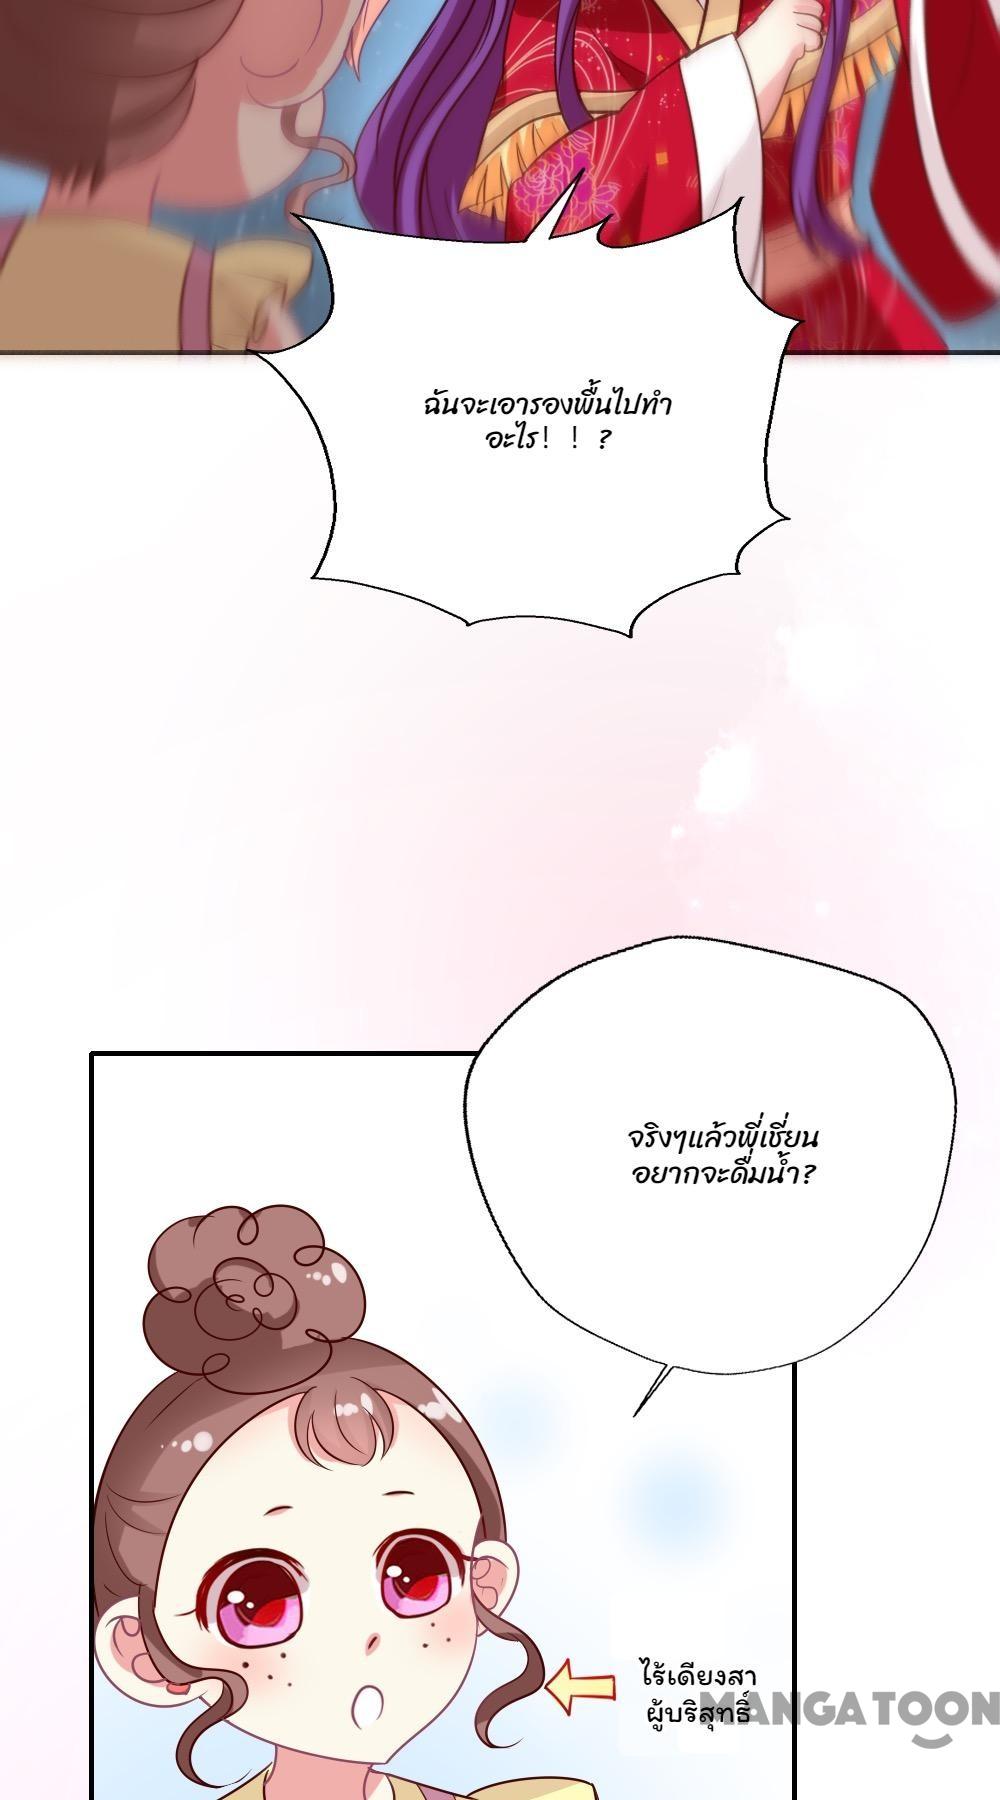 ฉันจะเอารองพื้นไปทำ
อะไร！！？
จริงๆแล้วพี่เชี่ยน
อยากจะดื่มน้ำ?
ไร้เดียงสา
ผู้บริสุทธิ์
MANGATOON